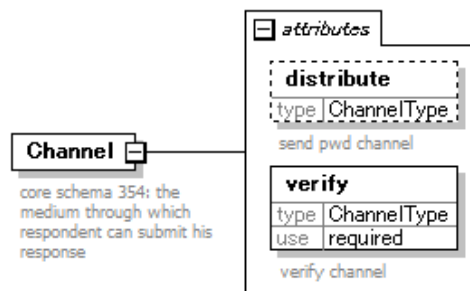 attributes
distribute
type ChannelType
send pwd channel
Channel
core schema 354: the
medium through which
respondent can submit his
response
verify
type ChannelType
use required
verify channel